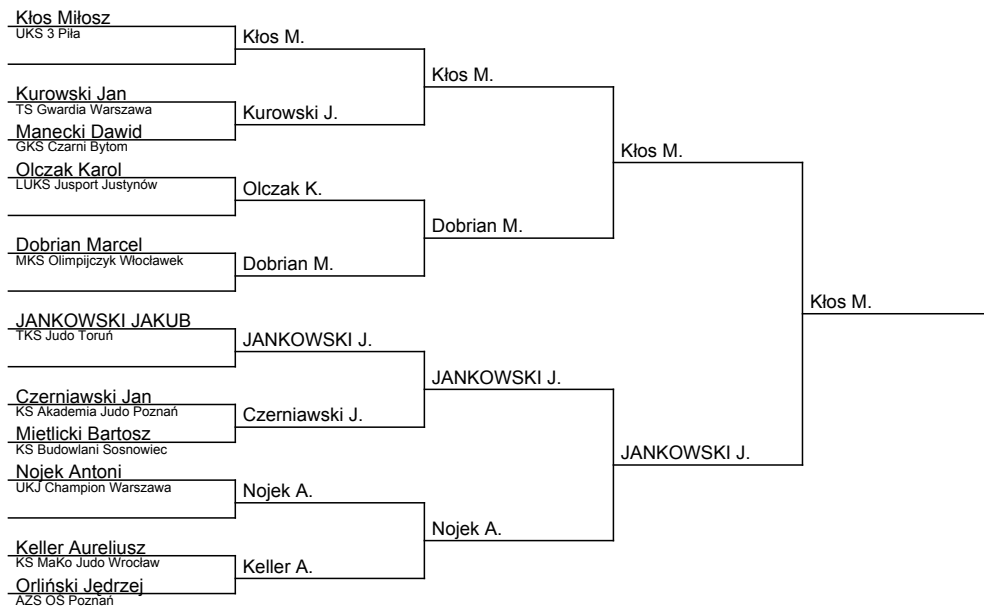 Kłos Miłosz
UKS 3 Piła
Kurowski Jan
TS Gwardia Warszawa
Manecki Dawid
GKS Czarni Bytom
Olczak Karol
LUKS Jusport Justynów
Dobrian Marcel
MKS Olimpijczyk Włocławek
JANKOWSKI JAKUB
TKS Judo Toruń
Czerniawski Jan
KS Akademia Judo Poznań
Mietlicki Bartosz
KS Budowlani Sosnowiec
Nojek Antoni
UKJ Champion Warszawa
Keller Aureliusz
KS MaKo Judo Wrocław
Orliński Jędrzej
AZS OŚ Poznań
Kłos M.
Kurowski J.
Olczak K.
Dobrian M.
JANKOWSKI J.
Czerniawski J.
Nojek A.
Keller A.
Kłos M.
Dobrian M.
JANKOWSKI J.
Nojek A.
Kłos M.
JANKOWSKI J.
Kłos M.